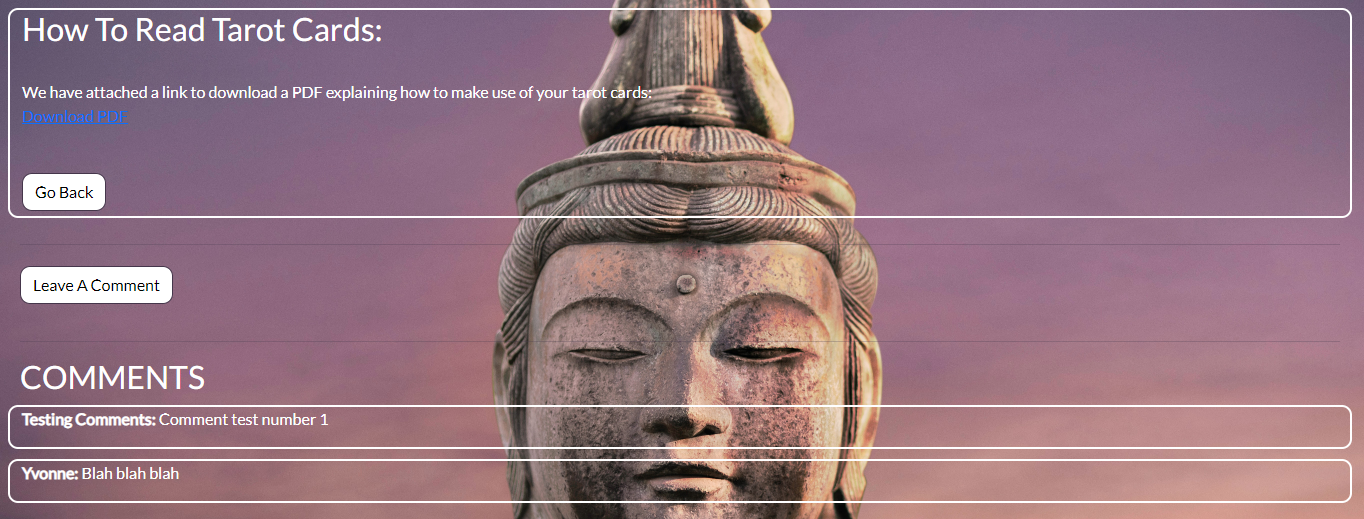 How To Read Tarot Cards:
We have attached a link to download a PDF explaining how to make use of your tarot cards:
Download PDF
Go Back
Leave A Comment
COMMENTS
Testing Comments: Comment test number 1
Yvonne: Blah blah blah